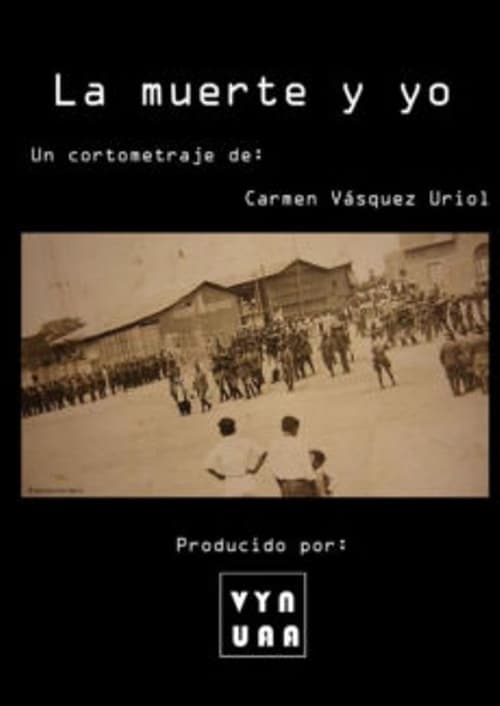 La muerte y yo
Un cortometraje de:
Carmen Vásquez Uriol
Producido por:
VYN
UAA